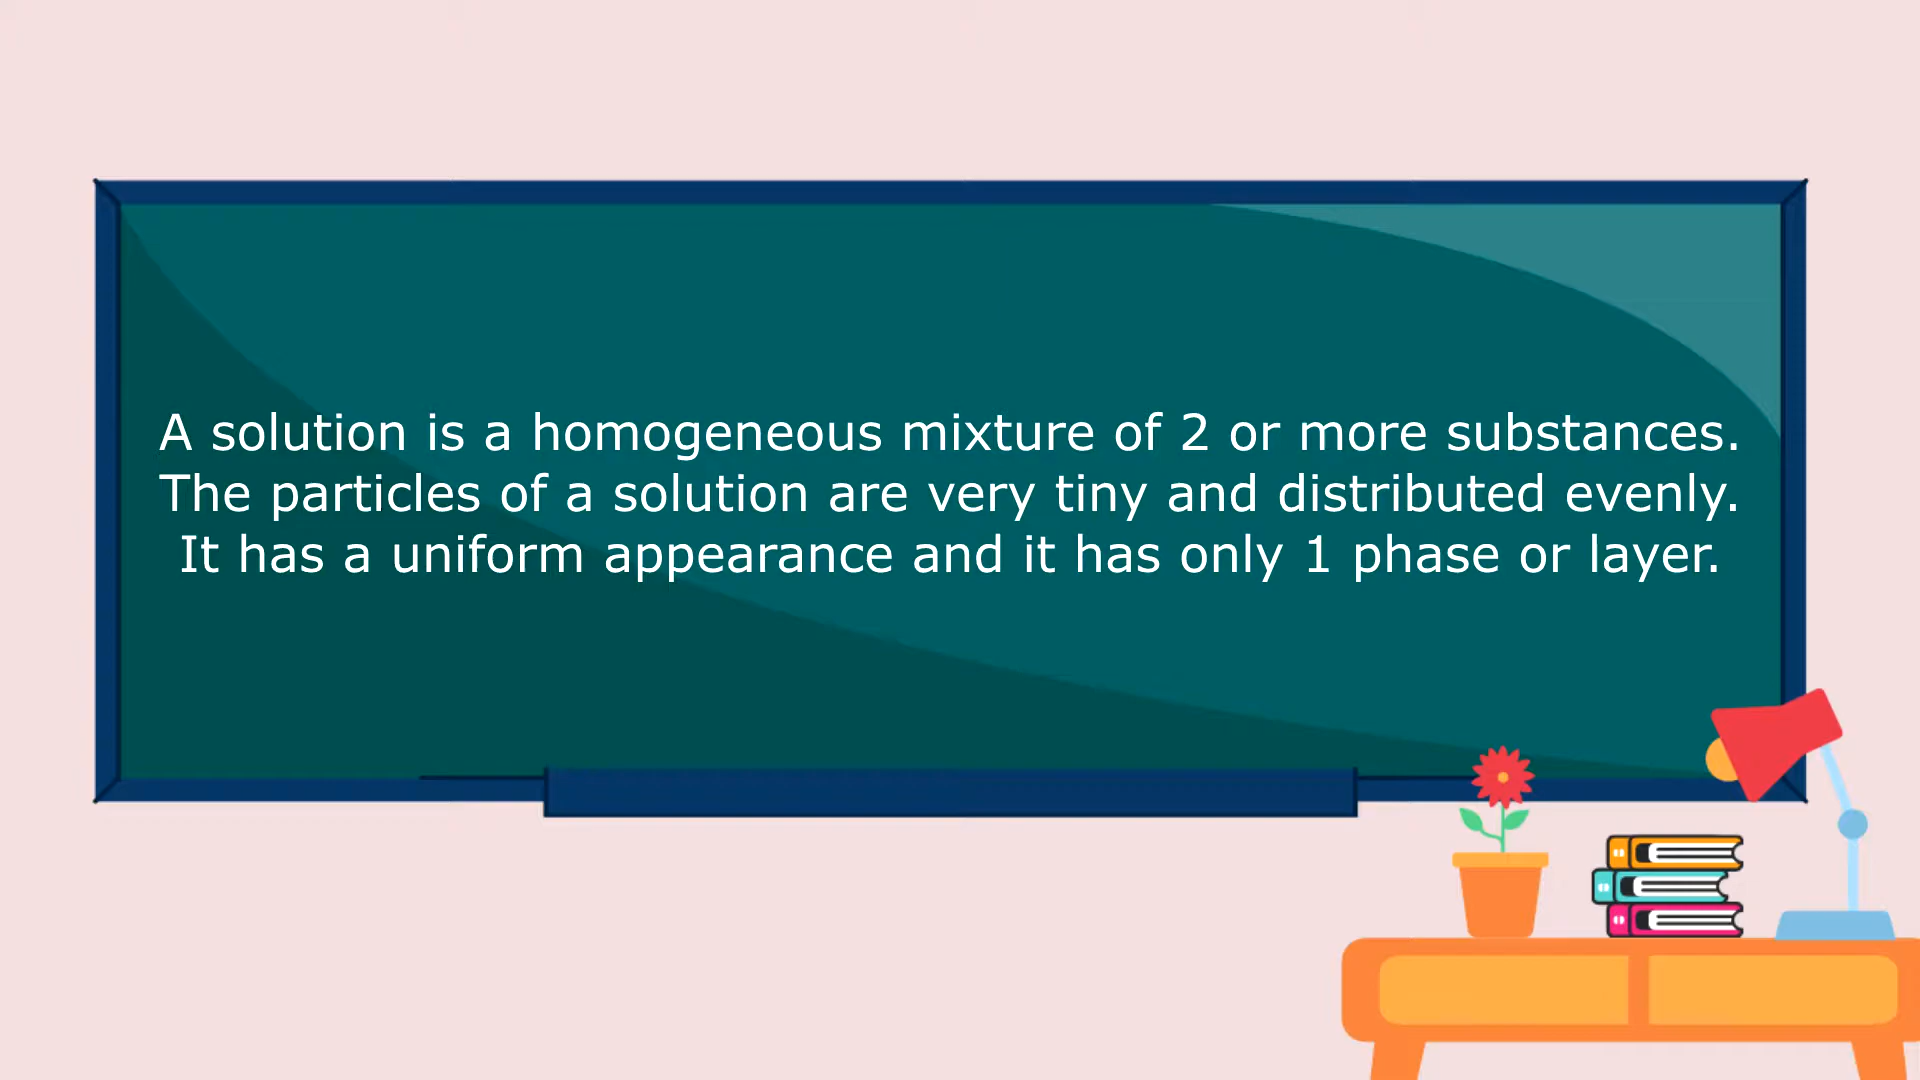 A solution is a homogeneous mixture of 2 or more substances.
The particles of a solution are very tiny and distributed evenly.
It has a uniform appearance and it has only 1 phase or layer.